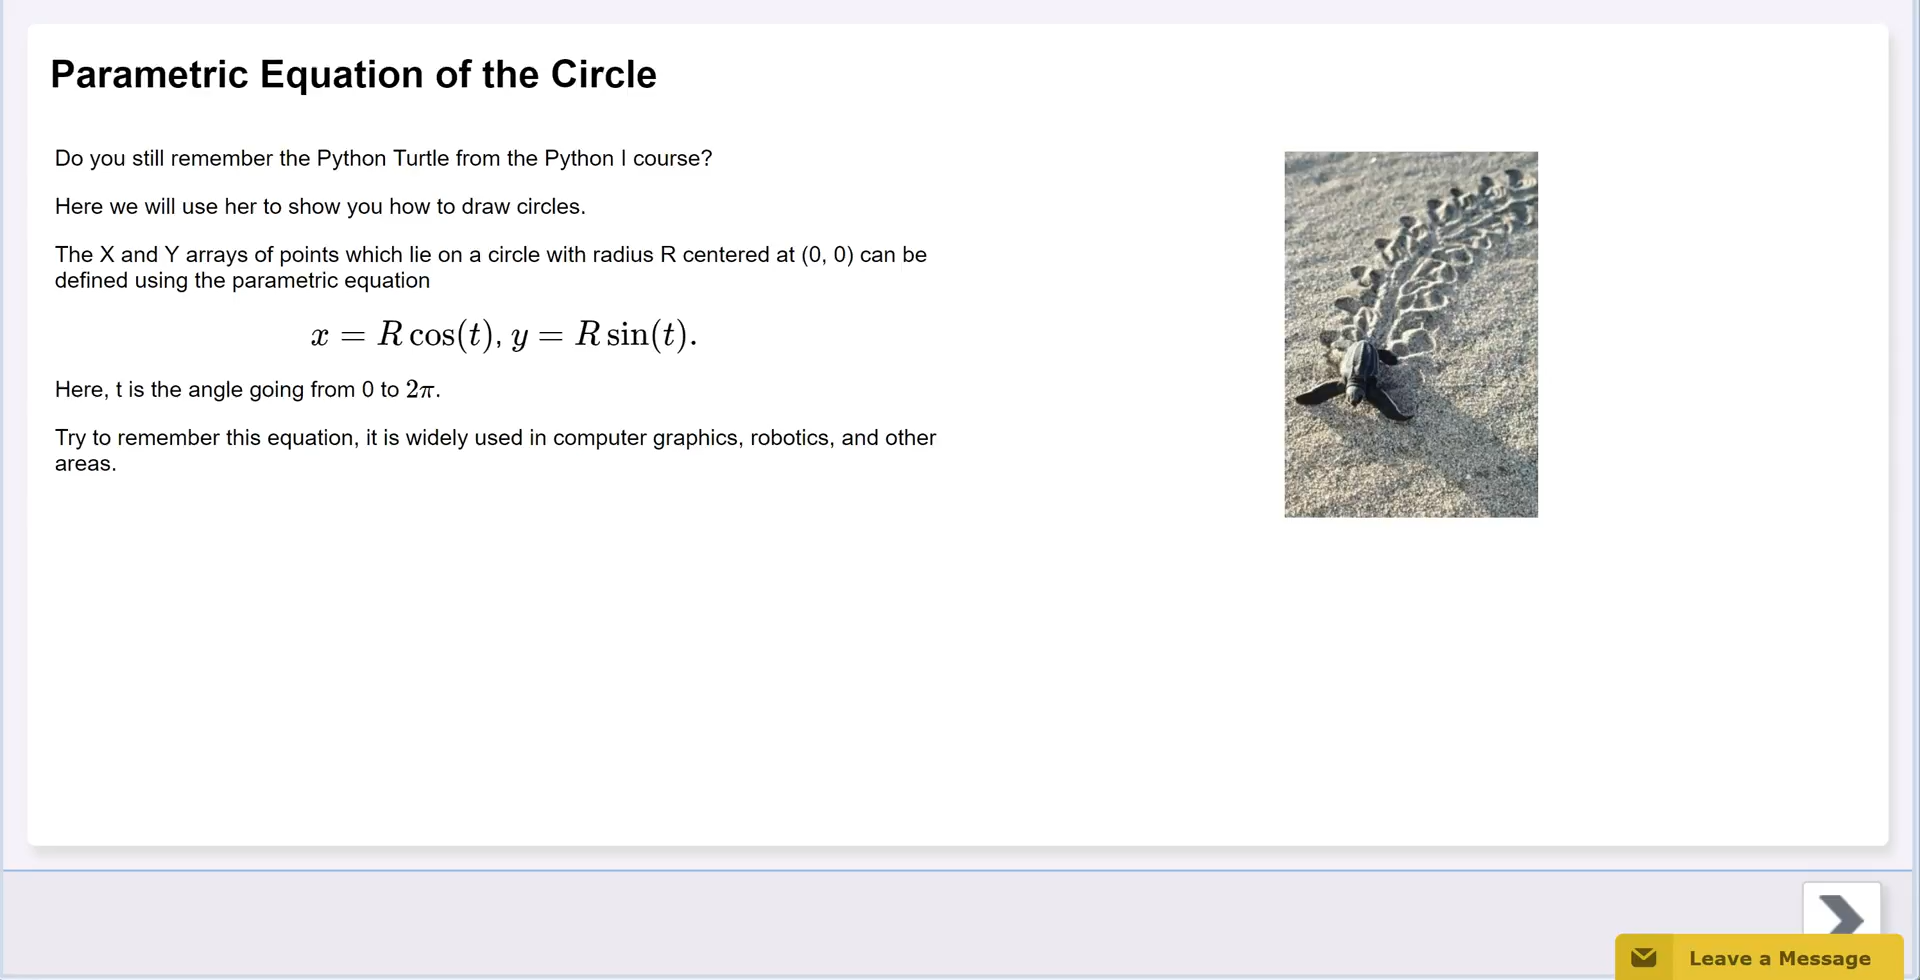 Parametric Equation of the Circle
Do you still remember the Python Turtle from the Python I course?
Here we will use her to show you how to draw circles.
The X and Y arrays of points which lie on a circle with radius R centered at (0, 0) can be
defined using the parametric equation
x = R cos(t), y = R sin(t).
Here, t is the angle going from 0 to 2π.
Try to remember this equation, it is widely used in computer graphics, robotics, and other
areas.
Leave a Message